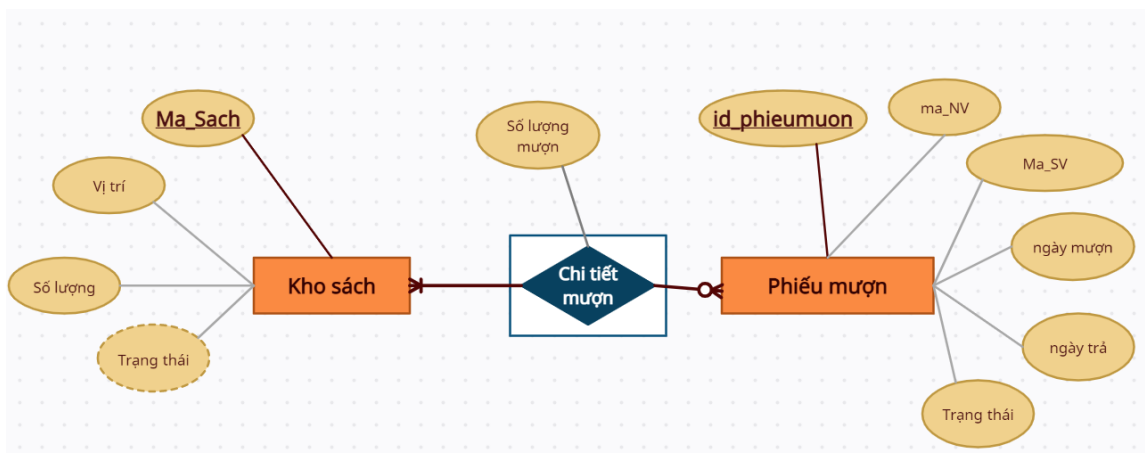 Ma_Sach
Vị trí
Số lượng
Trạng thái
Kho sách
Số lượng
mượn
Chi tiết
mượn
id_phieumuon
ma_NV
Ma_SV
ngày mượn
ngày trả
Trạng thái
Phiếu mượn